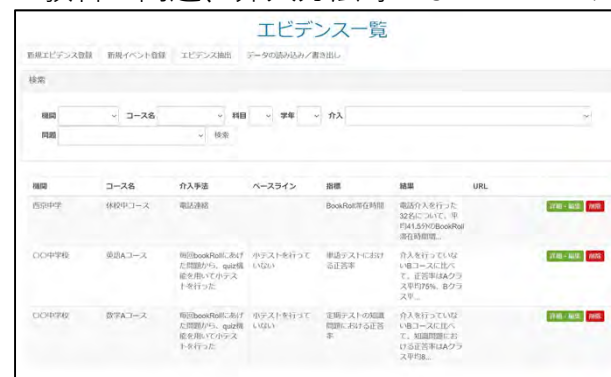 エビデンス一覧
新規エビデンス登録 新規イベント登録 エビデンス抽出 データの読み込み／書き出し
検索
機関 コース名 科目 学年 介入
問題 検索
機関 コース名 介入手法 ベースライン 指標 結果 URL
西京中学 休校中コース 電話連絡 BookRoll滞在時間 電話介入を行った 詳細・編集 削除
32名について、平
均41.5分のBookRoll
滞在時間増...
〇〇中学校 英語Aコース 毎回bookRollにあげ 小テストを行って 単語テストにおけ 介入を行っていな 詳細・編集 削除
た問題から、quiz機 いない る正答率 いBコースに比べ
能を用いて小テス て、正答率はAクラ
トを行った ス平均75%、Bクラ
ス平...
〇〇中学校 数学Aコース 毎回bookRollにあげ 小テストを行って 定期テストの知識 介入を行っていな 詳細・編集 削除
た問題から、quiz機 いない 問題における正答 いBコースに比べ
能を用いて小テス 率 て、知識問題にお
トを行った ける正答率はAクラ
ス平均8...